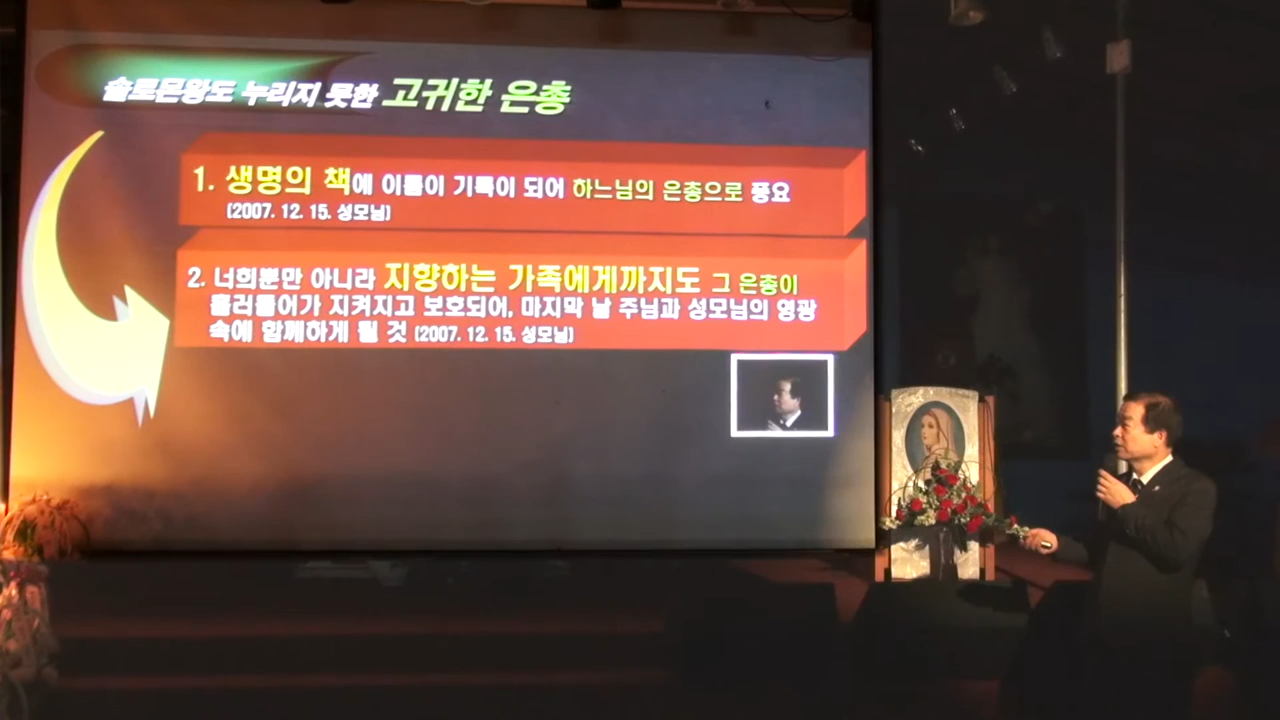 솔로몬왕도 누리지 못한 고귀한 은총
1. 생명의 책에 이름이 기록이 되어 하느님의 은총으로 풍요
(2007. 12. 15. 성모님)
2. 너희뿐만 아니라 지향하는 가족에게까지도 그 은총이
흘러들어가 지켜지고 보호되어, 마지막 날 주님과 성모님의 영광
속에 함께하게 될 것 (2007. 12. 15. 성모님)